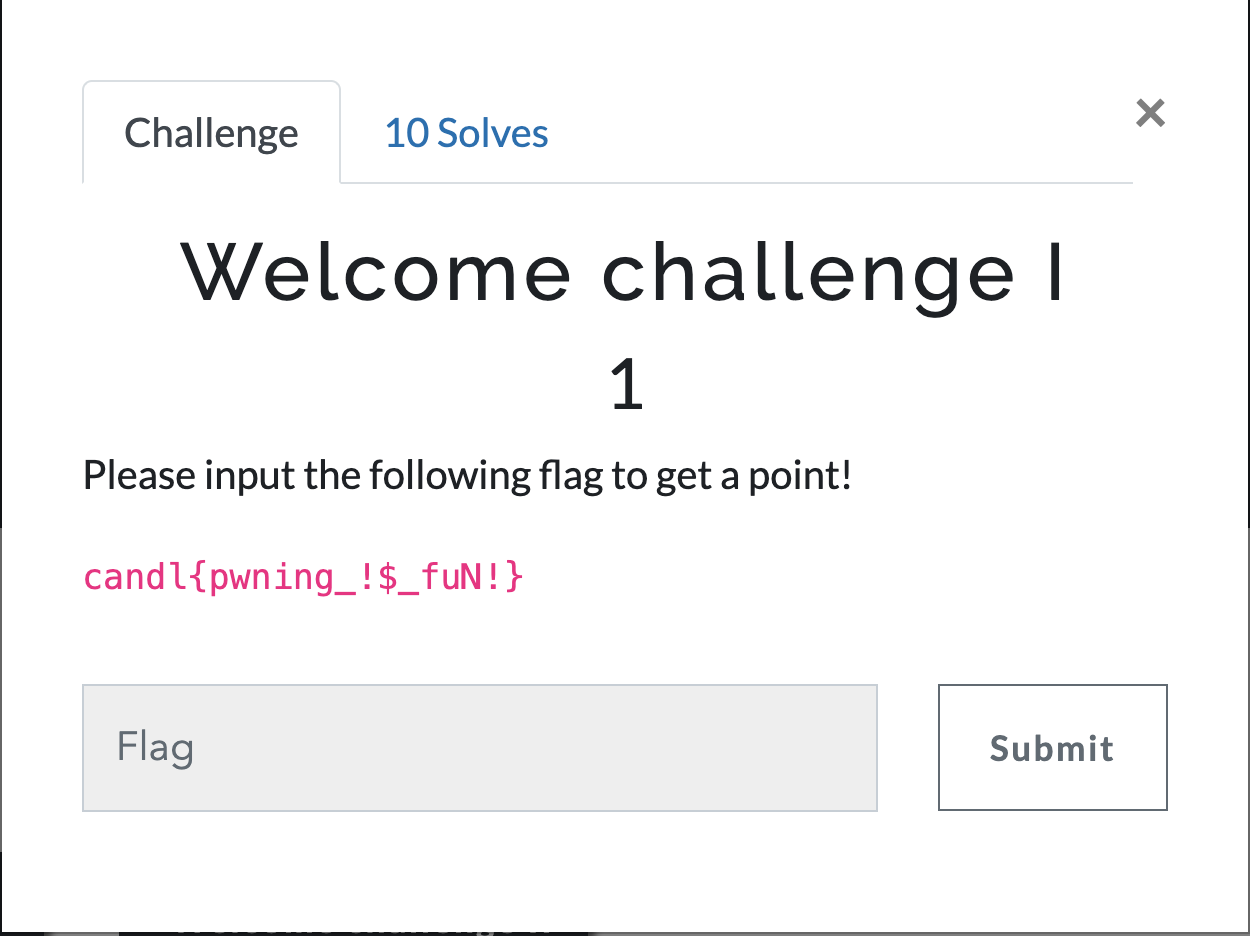 Challenge
10 Solves
×
Welcome challenge I
1
Please input the following flag to get a point!
candl{pwning_!$_fuN!}
Flag
Submit